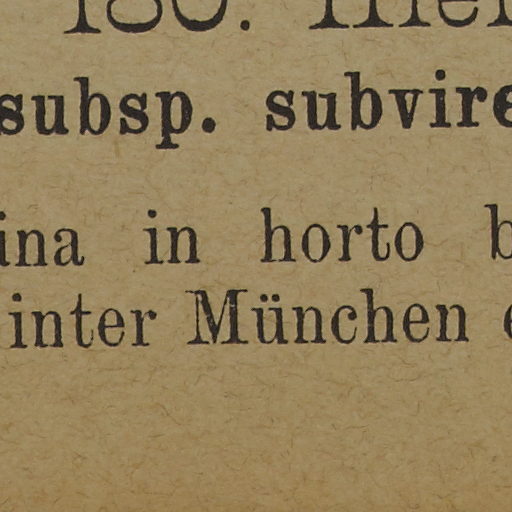 subsp. subvire
ina in horto b
inter München